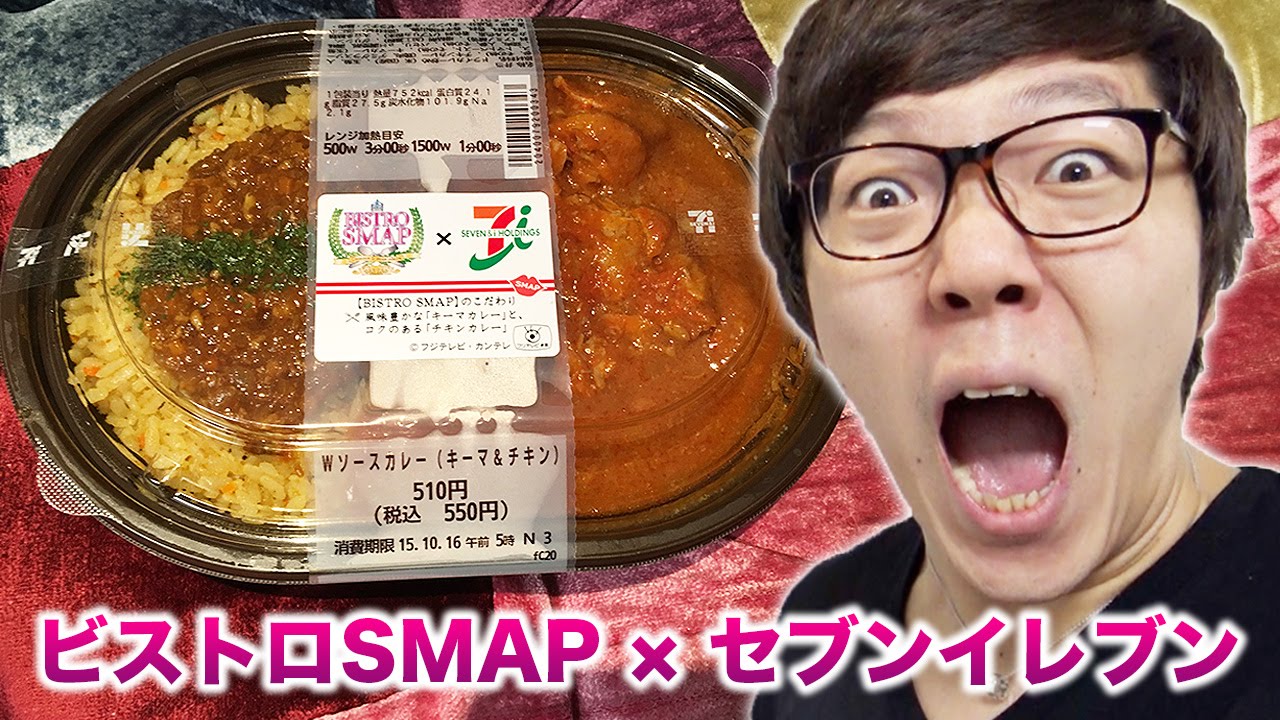 1包装当り 熱量752kcal 蛋白質24.1
g 脂質27.5g 炭水化物101.9g Na
2.1g
レンジ加熱目安
500W 3分00秒 1500W 1分00秒
BISTRO
SMAP
×
7i
SEVEN & i HOLDINGS
SMAP
【BISTRO SMAP】のこだわり
風味豊かな「キーマカレー」と、
コクのある「チキンカレー」
©フジテレビ・カンテレ
Wソースカレー(キーマ&チキン)
510円
(税込 550円)
消費期限 15.10.16 午前 5時 N 3
fC20
ビストロSMAP × セブンイレブン